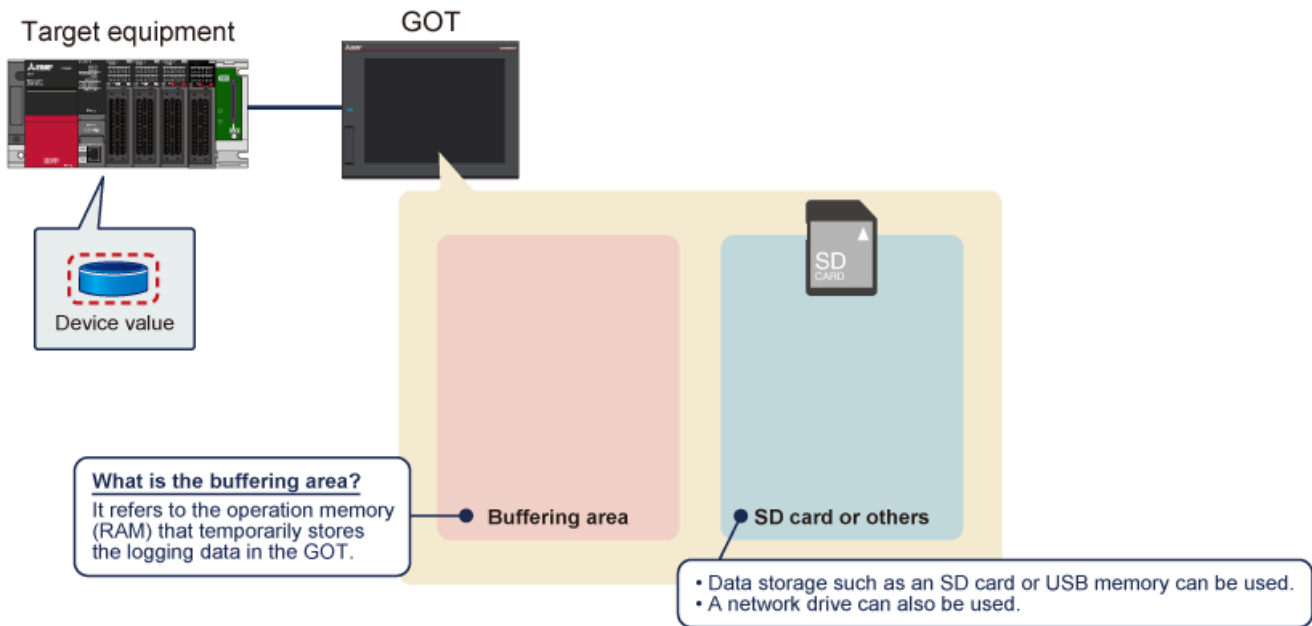 Target equipment
GOT
MITSUBISHI
Device value
SD
CARD
What is the buffering area?
It refers to the operation memory
(RAM) that temporarily stores
the logging data in the GOT.
Buffering area
SD card or others
• Data storage such as an SD card or USB memory can be used.
• A network drive can also be used.